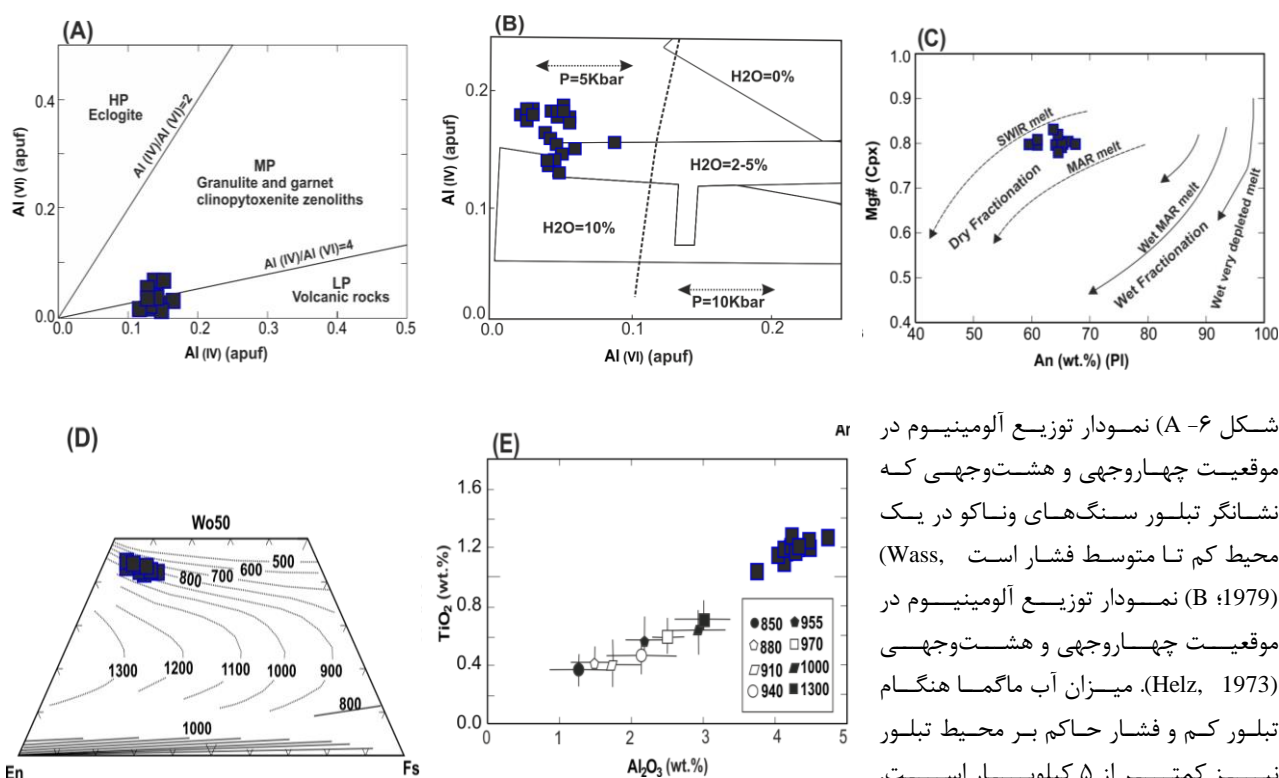 (A)
HP
Eclogite
Al (IV)/Al (VI)=2
MP
Granulite and garnet
clinopytoxenite zenoliths
Al (IV)/Al (VI)=4
LP
Volcanic rocks
Al (VI) (apuf)
0.4
0.2
0.0
0.0 0.1 0.2 0.3 0.4 0.5
Al (IV) (apuf)
(B)
P=5Kbar
H2O=0%
H2O=2-5%
H2O=10%
P=10Kbar
Al (IV) (apuf)
0.2
0.1
0.0
0.0 0.1 0.2
Al (VI) (apuf)
(C)
SWIR melt
MAR melt
Dry Fractionation
Wet MAR melt
Wet Fractionation
Wet very depleted melt
Mg# (Cpx)
1.0
0.9
0.8
0.7
0.6
0.5
0.4
40 50 60 70 80 90 100
An (wt.%) (Pl)
(D)
Wo50
500
600
700
800
1300 1200 1100 1000 900
800
1000
En
Fs
(E)
TiO2 (wt.%)
1.6
1.2
0.8
0.4
0.0
850 955
880 970
910 1000
940 1300
0 1 2 3 4 5
Al2O3 (wt.%)
شکل ۶- A) نمودار توزیع آلومینیوم در
موقعیت چهاروجهی و هشت‌وجهی که
نشانگر تبلور سنگ‌های وناکو در یک
محیط کم تا متوسط فشار است (Wass,
1979؛ B) نمودار توزیع آلومینیوم در
موقعیت چهاروجهی و هشت‌وجهی
(Helz, 1973). میزان آب ماگما هنگام
تبلور کم و فشار حاکم بر محیط تبلور
نیز کمتر از ۵ کیلوبار است.